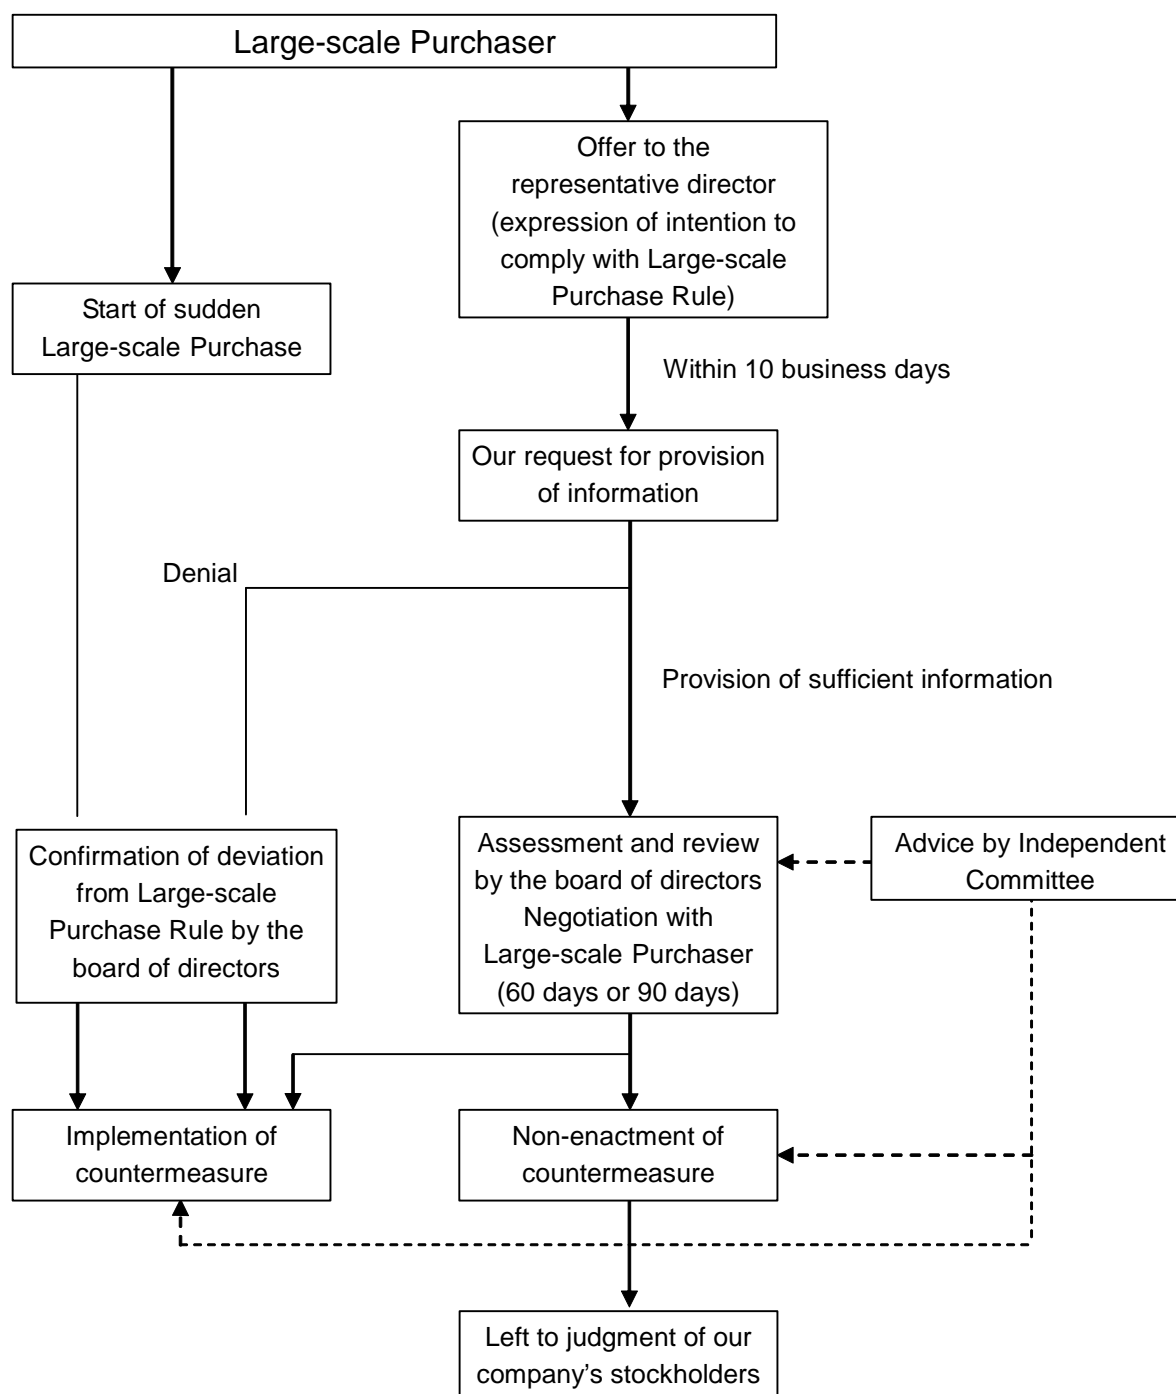 Large-scale Purchaser
Offer to the
representative director
(expression of intention to
comply with Large-scale
Purchase Rule)
Start of sudden
Large-scale Purchase
Within 10 business days
Our request for provision
of information
Denial
Provision of sufficient information
Confirmation of deviation
from Large-scale
Purchase Rule by the
board of directors
Assessment and review
by the board of directors
Negotiation with
Large-scale Purchaser
(60 days or 90 days)
Advice by Independent
Committee
Implementation of
countermeasure
Non-enactment of
countermeasure
Left to judgment of our
company’s stockholders